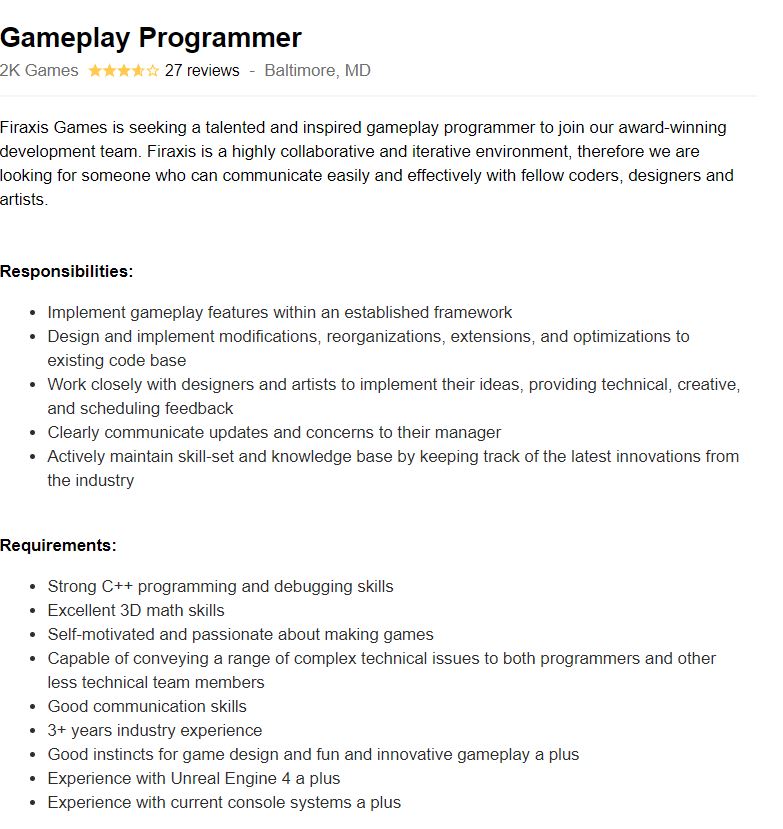 Gameplay Programmer
2K Games 27 reviews - Baltimore, MD
Firaxis Games is seeking a talented and inspired gameplay programmer to join our award-winning
development team. Firaxis is a highly collaborative and iterative environment, therefore we are
looking for someone who can communicate easily and effectively with fellow coders, designers and
artists.
Responsibilities:
• Implement gameplay features within an established framework
• Design and implement modifications, reorganizations, extensions, and optimizations to
existing code base
• Work closely with designers and artists to implement their ideas, providing technical, creative,
and scheduling feedback
• Clearly communicate updates and concerns to their manager
• Actively maintain skill-set and knowledge base by keeping track of the latest innovations from
the industry
Requirements:
• Strong C++ programming and debugging skills
• Excellent 3D math skills
• Self-motivated and passionate about making games
• Capable of conveying a range of complex technical issues to both programmers and other
less technical team members
• Good communication skills
• 3+ years industry experience
• Good instincts for game design and fun and innovative gameplay a plus
• Experience with Unreal Engine 4 a plus
• Experience with current console systems a plus